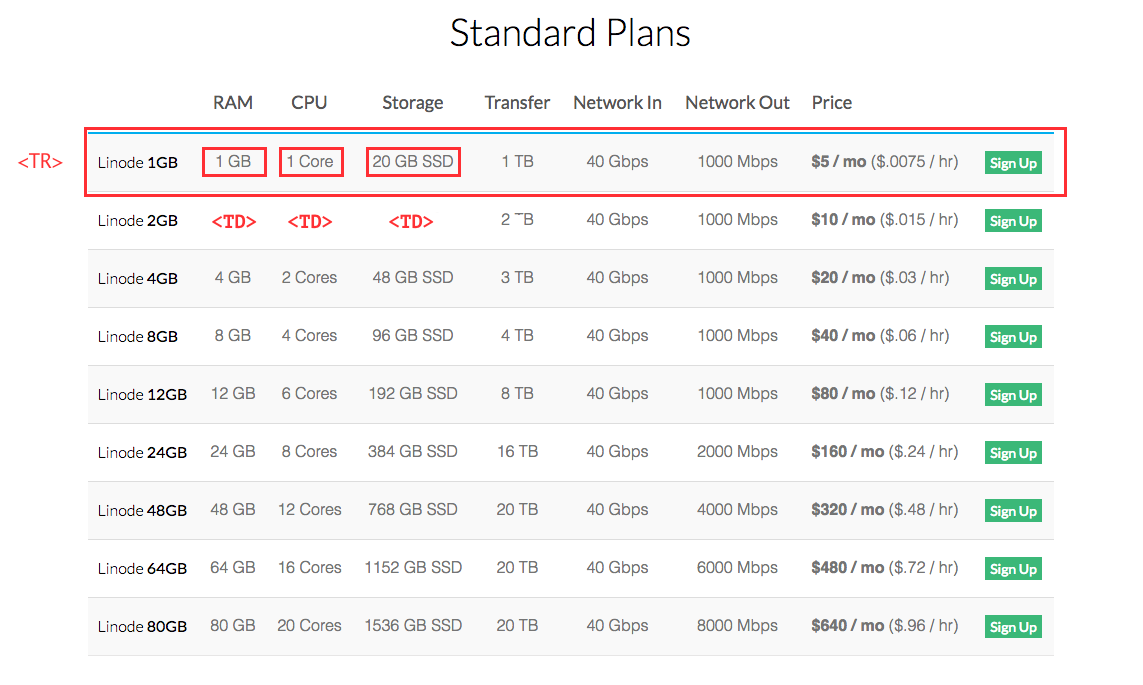 Standard Plans
RAM CPU Storage Transfer Network In Network Out Price
<TR> Linode 1GB 1 GB 1 Core 20 GB SSD 1 TB 40 Gbps 1000 Mbps $5 / mo ($.0075 / hr) Sign Up
Linode 2GB <TD> <TD> <TD> 2 TB 40 Gbps 1000 Mbps $10 / mo ($.015 / hr) Sign Up
Linode 4GB 4 GB 2 Cores 48 GB SSD 3 TB 40 Gbps 1000 Mbps $20 / mo ($.03 / hr) Sign Up
Linode 8GB 8 GB 4 Cores 96 GB SSD 4 TB 40 Gbps 1000 Mbps $40 / mo ($.06 / hr) Sign Up
Linode 12GB 12 GB 6 Cores 192 GB SSD 8 TB 40 Gbps 1000 Mbps $80 / mo ($.12 / hr) Sign Up
Linode 24GB 24 GB 8 Cores 384 GB SSD 16 TB 40 Gbps 2000 Mbps $160 / mo ($.24 / hr) Sign Up
Linode 48GB 48 GB 12 Cores 768 GB SSD 20 TB 40 Gbps 4000 Mbps $320 / mo ($.48 / hr) Sign Up
Linode 64GB 64 GB 16 Cores 1152 GB SSD 20 TB 40 Gbps 6000 Mbps $480 / mo ($.72 / hr) Sign Up
Linode 80GB 80 GB 20 Cores 1536 GB SSD 20 TB 40 Gbps 8000 Mbps $640 / mo ($.96 / hr) Sign Up